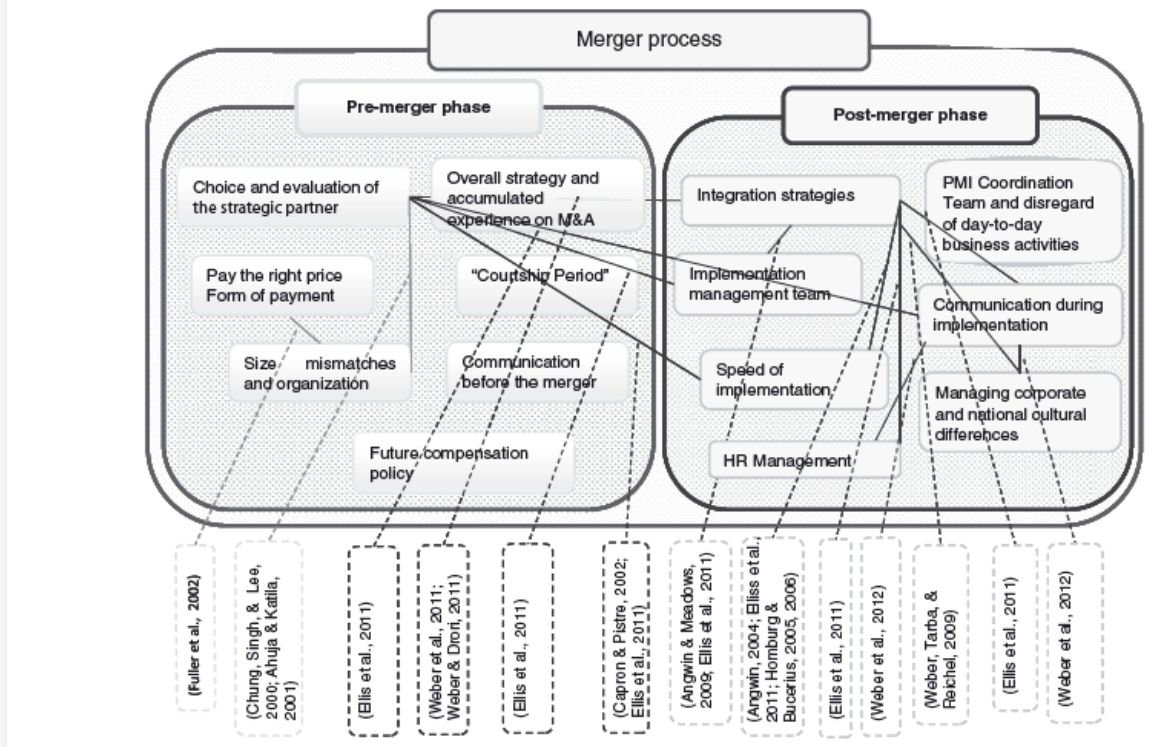 Merger process
Pre-merger phase
Post-merger phase
Choice and evaluation of
the strategic partner
Overall strategy and
accumulated
experience on M&A
Pay the right price
Form of payment
"Courtship Period"
Size mismatches
and organization
Communication
before the merger
Future compensation
policy
Integration strategies
PMI Coordination
Team and disregard
of day-to-day
business activities
Implementation
management team
Communication during
implementation
Speed of
implementation
Managing corporate
and national cultural
differences
HR Management
(Fuller et al., 2002)
(Chung, Singh, & Lee,
2000; Ahuja & Katila,
2001)
(Ellis et al., 2011)
(Weber et al., 2011;
Weber & Drori, 2011)
(Ellis et al., 2011)
(Capron & Pistre, 2002;
Ellis et al., 2011)
(Angwin & Meadows,
2009; Ellis et al., 2011)
(Angwin, 2004; Eliss et al.,
2011; Homburg &
Bucerius, 2005, 2006)
(Ellis et al., 2011)
(Weber et al., 2012)
(Weber, Tarba, &
Reichel, 2009)
(Ellis et al., 2011)
(Weber et al., 2012)